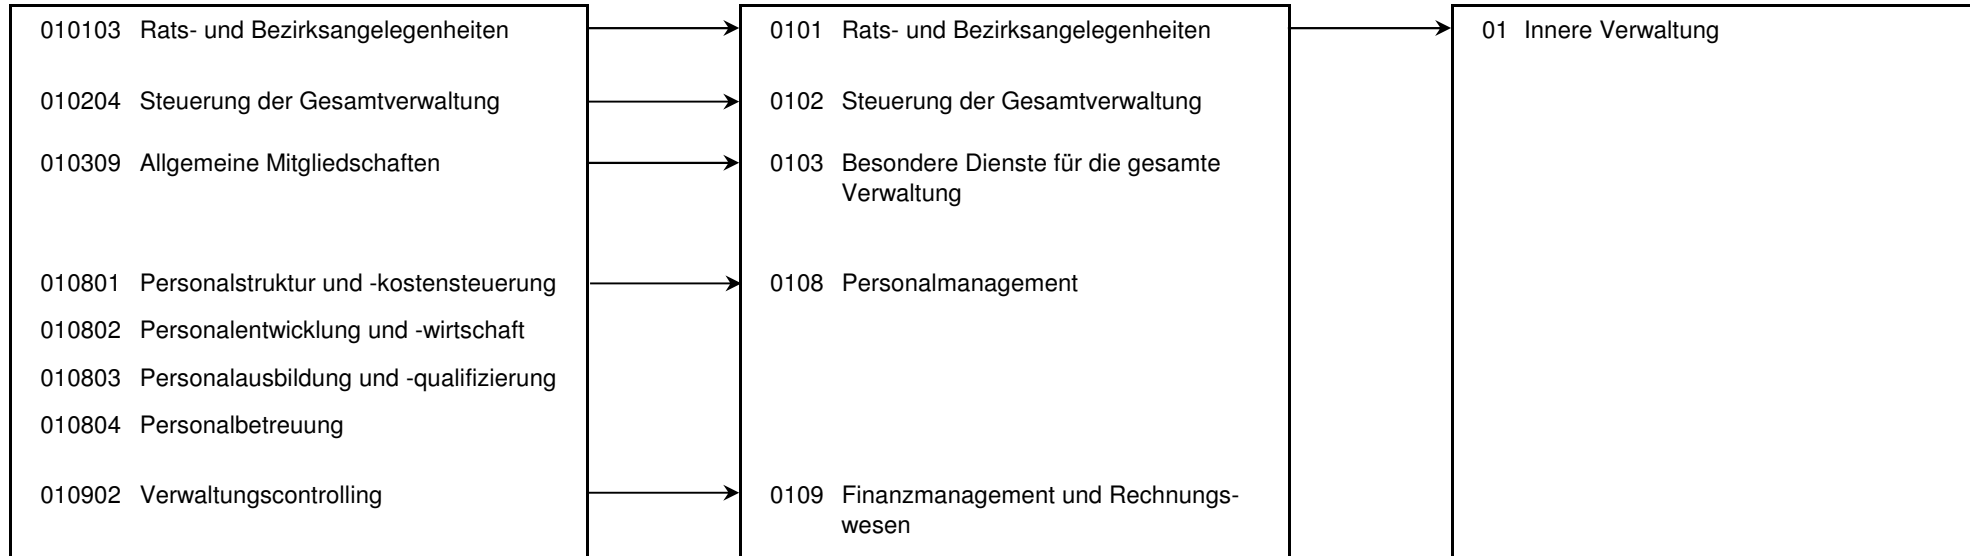 010103 Rats- und Bezirksangelegenheiten
0101 Rats- und Bezirksangelegenheiten
01 Innere Verwaltung
010204 Steuerung der Gesamtverwaltung
0102 Steuerung der Gesamtverwaltung
010309 Allgemeine Mitgliedschaften
0103 Besondere Dienste für die gesamte
Verwaltung
010801 Personalstruktur und -kostensteuerung
0108 Personalmanagement
010802 Personalentwicklung und -wirtschaft
010803 Personalausbildung und -qualifizierung
010804 Personalbetreuung
010902 Verwaltungscontrolling
0109 Finanzmanagement und Rechnungs-
wesen